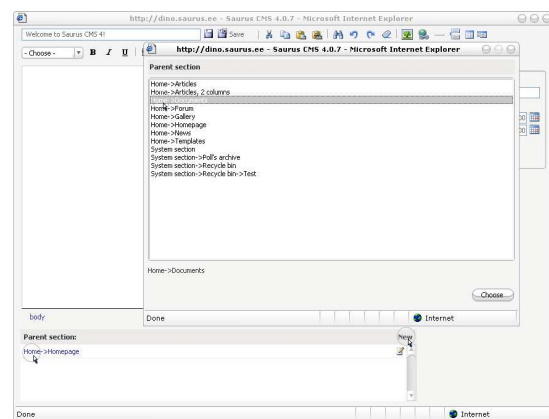 http://dino.saurus.ee - Saurus CMS 4.0.7 - Microsoft Internet Explorer
Welcome to Saurus CMS 4!
Save
- Choose -
B I U
http://dino.saurus.ee - Saurus CMS 4.0.7 - Microsoft Internet Explorer
Parent section
Home->Articles
Home->Articles, 2 columns
Home->Documents
Home->Forum
Home->Gallery
Home->Homepage
Home->News
Home->Templates
System section
System section->Poll's archive
System section->Recycle bin
System section->Recycle bin->Test
Home->Documents
Choose
Done
Internet
body
Parent section:
New
Home->Homepage
Done
Internet